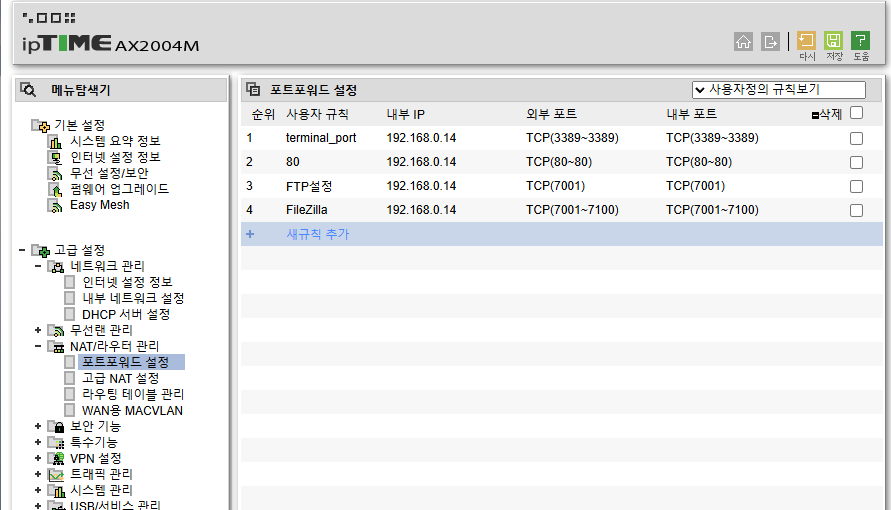 ipTIME AX2004M
다시 저장 도움
메뉴탐색기
기본 설정
시스템 요약 정보
인터넷 설정 정보
무선 설정/보안
펌웨어 업그레이드
Easy Mesh
고급 설정
네트워크 관리
인터넷 설정 정보
내부 네트워크 설정
DHCP 서버 설정
무선랜 관리
NAT/라우터 관리
포트포워드 설정
고급 NAT 설정
라우팅 테이블 관리
WAN용 MACVLAN
보안 기능
특수기능
VPN 설정
트래픽 관리
시스템 관리
USB/서비스 관리
포트포워드 설정 사용자정의 규칙보기
순위 사용자 규칙 내부 IP 외부 포트 내부 포트 삭제
1 terminal_port 192.168.0.14 TCP(3389~3389) TCP(3389~3389)
2 80 192.168.0.14 TCP(80~80) TCP(80~80)
3 FTP설정 192.168.0.14 TCP(7001) TCP(7001)
4 FileZilla 192.168.0.14 TCP(7001~7100) TCP(7001~7100)
+ 새규칙 추가